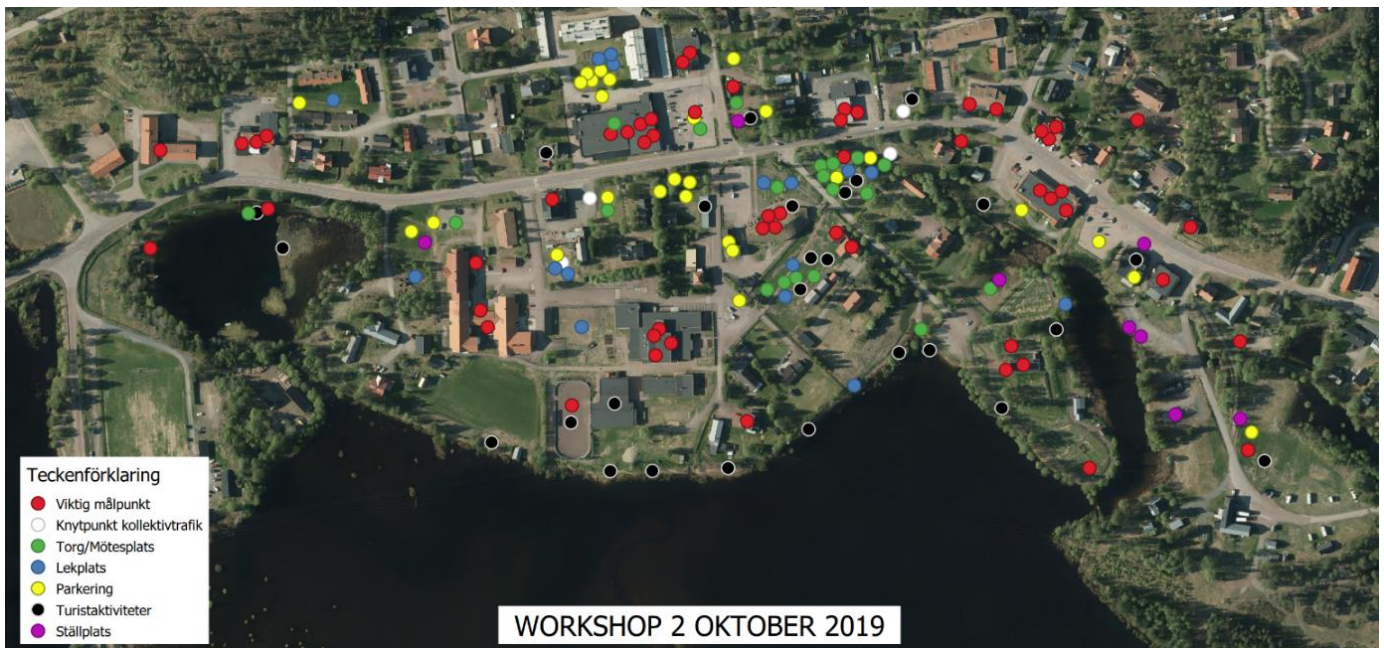 Teckenförklaring
Viktig målpunkt
Knytpunkt kollektivtrafik
Torg/Mötesplats
Lekplats
Parkering
Turistaktiviteter
Ställplats
WORKSHOP 2 OKTOBER 2019